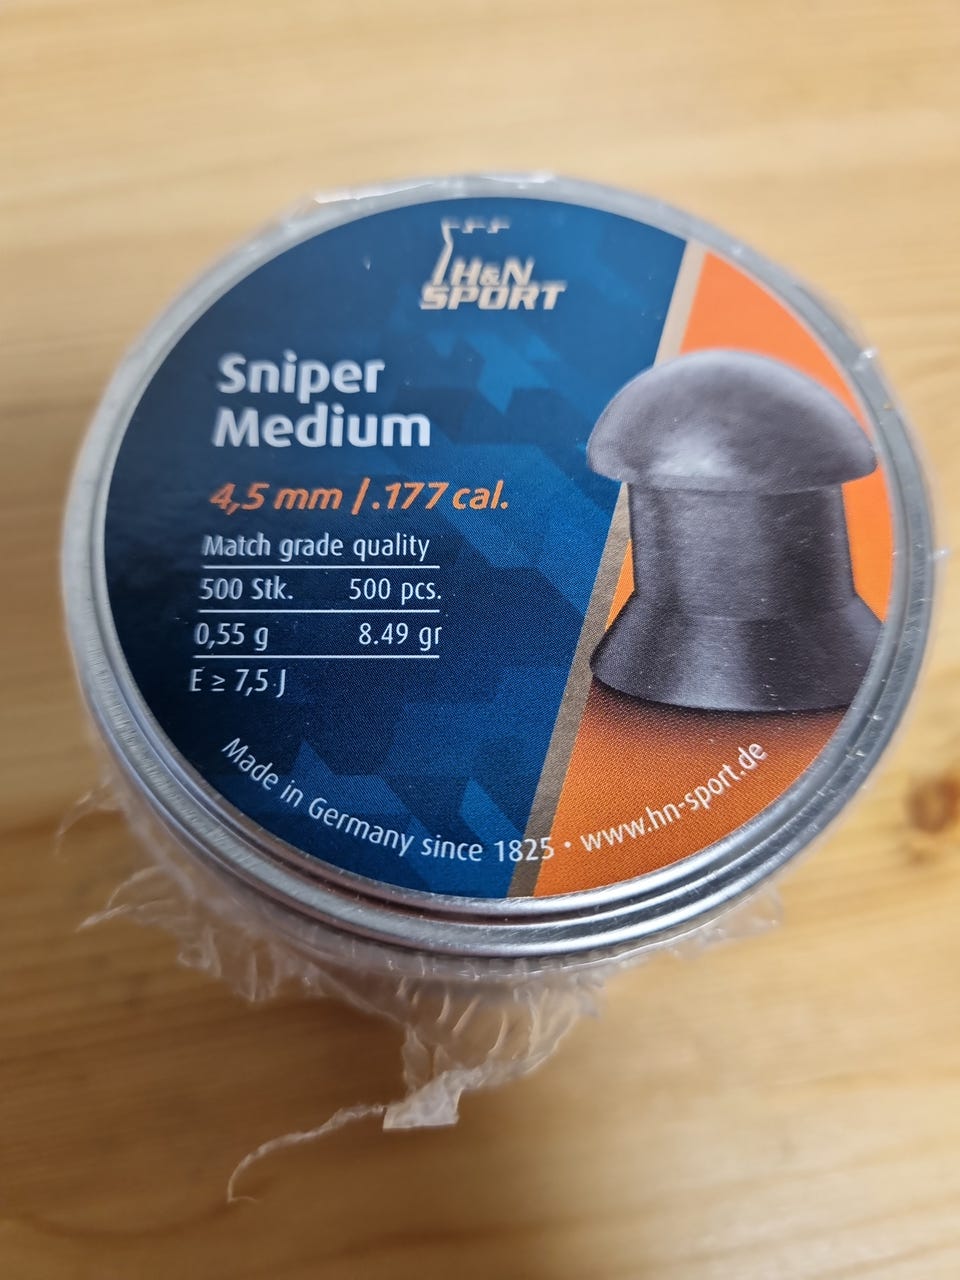 H&N
SPORT
Sniper
Medium
4,5 mm / .177 cal.
Match grade quality
500 Stk. 500 pcs.
0,55 g 8.49 gr
E ≥ 7,5 J
Made in Germany since 1825 • www.hn-sport.de